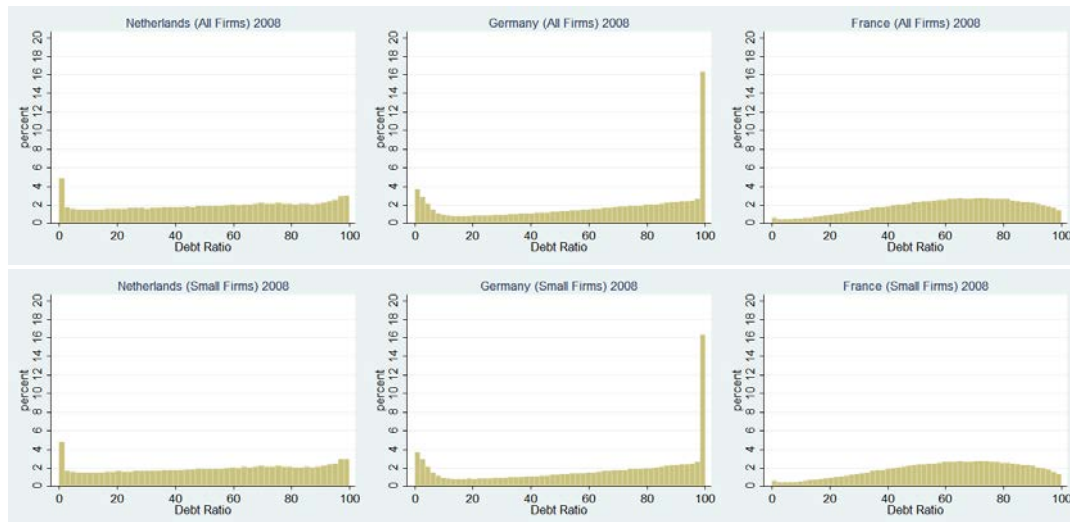 Netherlands (All Firms) 2008
percent
0 2 4 6 8 10 12 14 16 18 20
0 20 40 60 80 100
Debt Ratio
Germany (All Firms) 2008
percent
0 2 4 6 8 10 12 14 16 18 20
0 20 40 60 80 100
Debt Ratio
France (All Firms) 2008
percent
0 2 4 6 8 10 12 14 16 18 20
0 20 40 60 80 100
Debt Ratio
Netherlands (Small Firms) 2008
percent
0 2 4 6 8 10 12 14 16 18 20
0 20 40 60 80 100
Debt Ratio
Germany (Small Firms) 2008
percent
0 2 4 6 8 10 12 14 16 18 20
0 20 40 60 80 100
Debt Ratio
France (Small Firms) 2008
percent
0 2 4 6 8 10 12 14 16 18 20
0 20 40 60 80 100
Debt Ratio